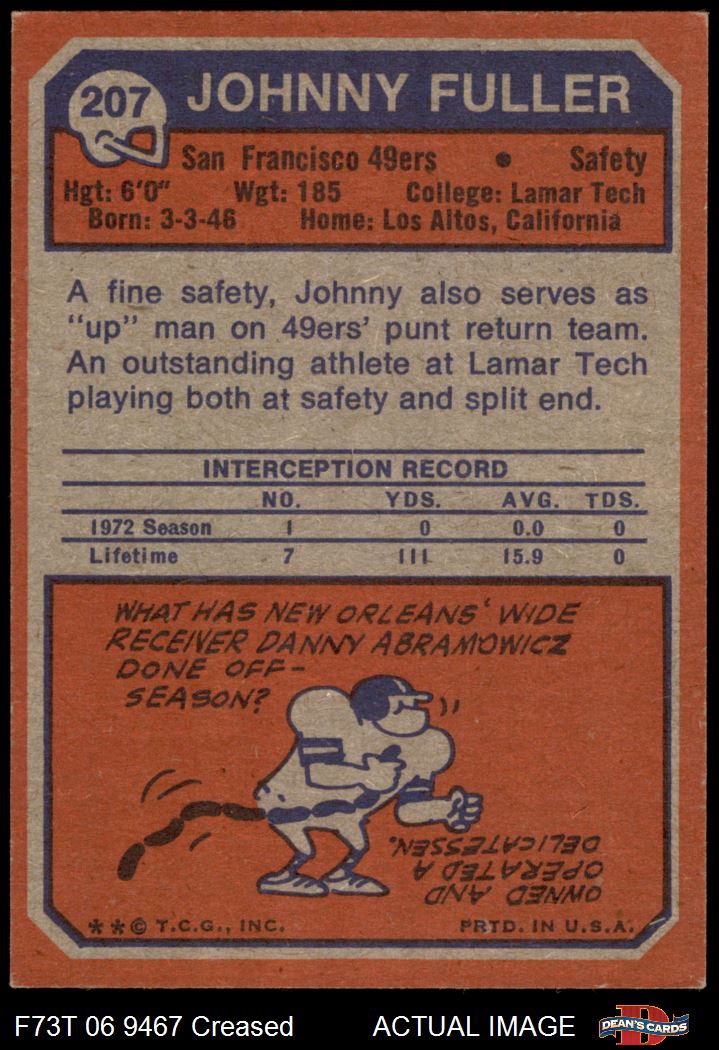 207 JOHNNY FULLER
San Francisco 49ers • Safety
Hgt: 6'0" Wgt: 185 College: Lamar Tech
Born: 3-3-46 Home: Los Altos, California
A fine safety, Johnny also serves as
"up" man on 49ers' punt return team.
An outstanding athlete at Lamar Tech
playing both at safety and split end.
INTERCEPTION RECORD
NO. YDS. AVG. TDS.
1972 Season 1 0 0.0 0
Lifetime 7 111 15.9 0
WHAT HAS NEW ORLEANS' WIDE
RECEIVER DANNY ABRAMOWICZ
DONE OFF-
SEASON?
OWNED AND
OPERATED A
DELICATESSEN.
**© T.C.G., INC. PRTD. IN U.S.A.
F73T 06 9467 Creased ACTUAL IMAGE D DEAN'S CARDS